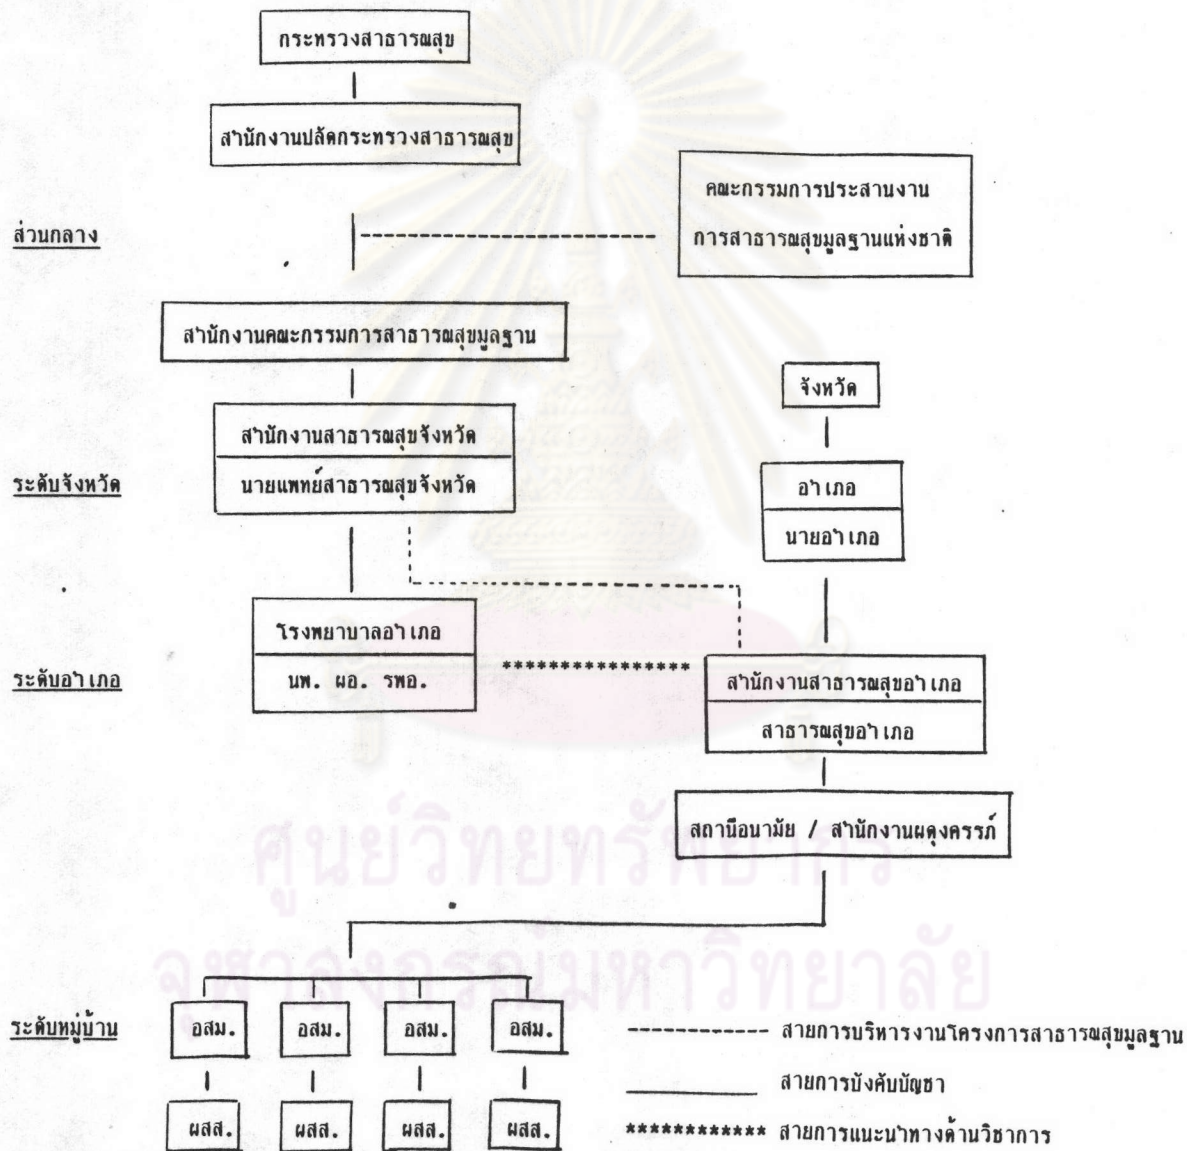 กระทรวงสาธารณสุข
สำนักงานปลัดกระทรวงสาธารณสุข
คณะกรรมการประสานงาน
การสาธารณสุขมูลฐานแห่งชาติ
ส่วนกลาง
สำนักงานคณะกรรมการสาธารณสุขมูลฐาน
จังหวัด
สำนักงานสาธารณสุขจังหวัด
นายแพทย์สาธารณสุขจังหวัด
ระดับจังหวัด
อำเภอ
นายอำเภอ
โรงพยาบาลอำเภอ
นพ. ผอ. รพอ.
ระดับอำเภอ
****************
สำนักงานสาธารณสุขอำเภอ
สาธารณสุขอำเภอ
สถานีอนามัย / สำนักงานผดุงครรภ์
ศูนย์วิทยทรัพยากร
จุฬาลงกรณ์มหาวิทยาลัย
ระดับหมู่บ้าน
อสม. อสม. อสม. อสม.
ผสส. ผสส. ผสส. ผสส.
------------- สายการบริหารงานโครงการสาธารณสุขมูลฐาน
สายการบังคับบัญชา
************ สายการแนะนำทางด้านวิชาการ